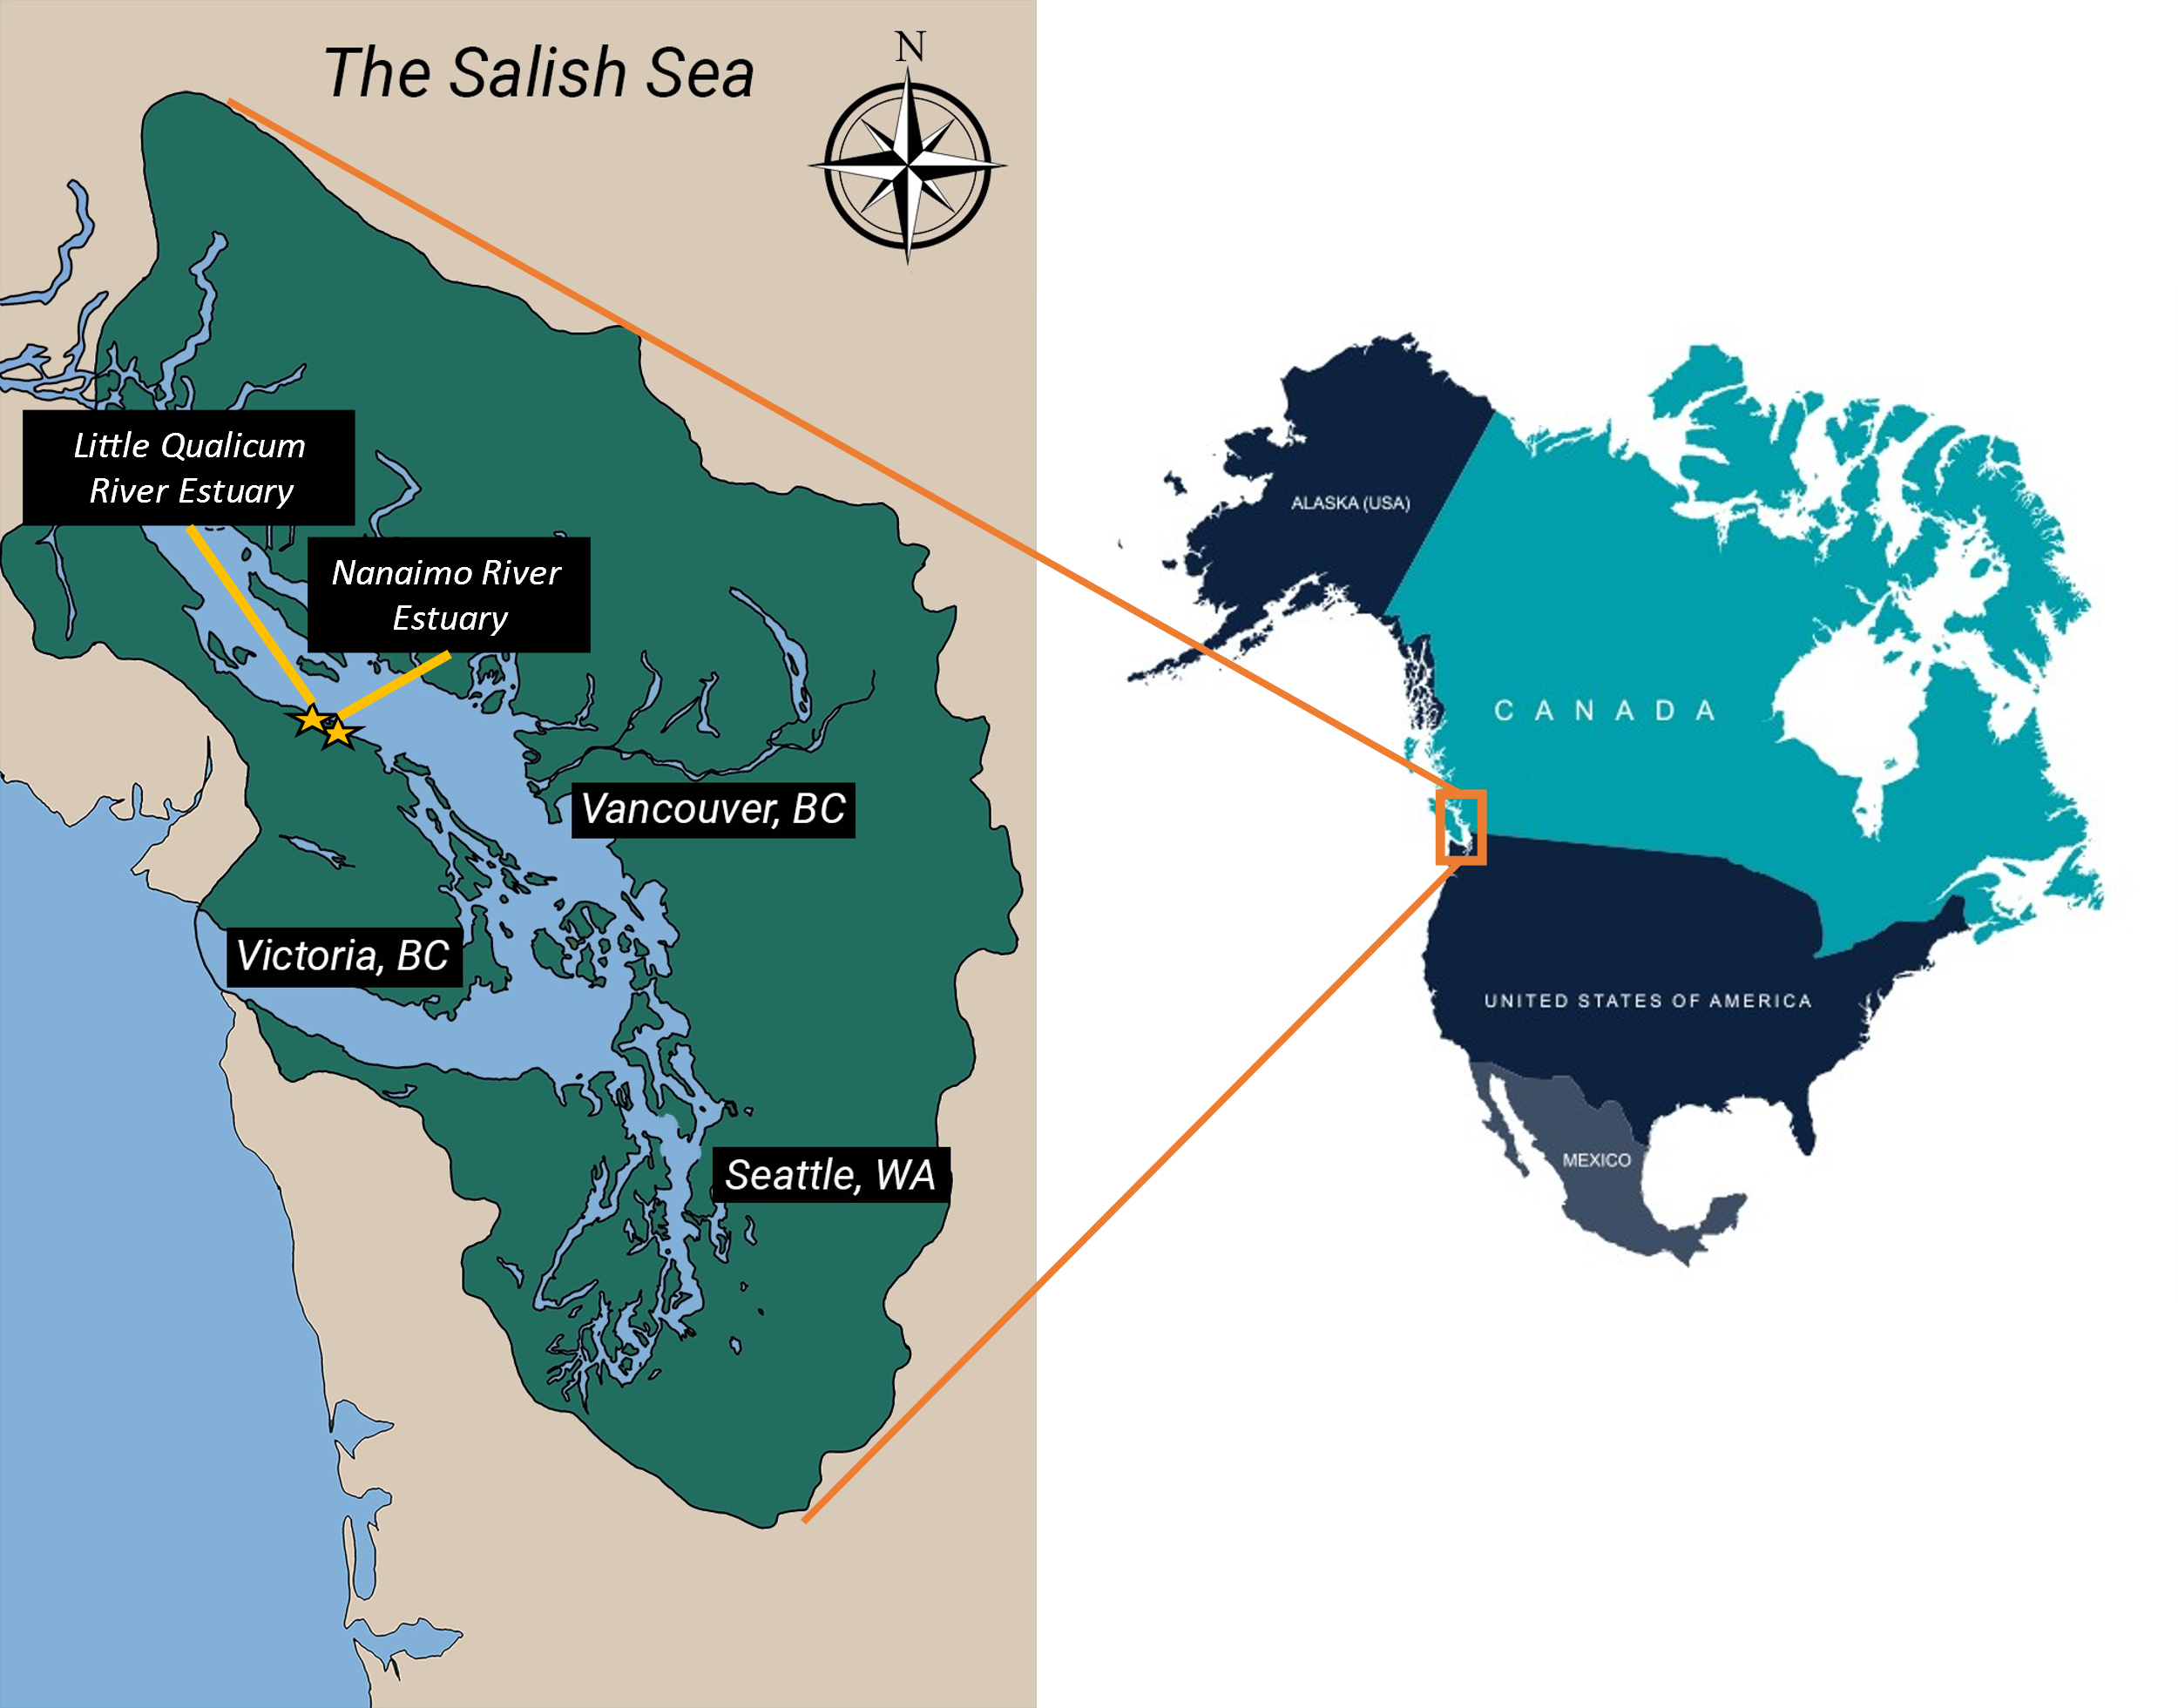 The Salish Sea
N
Little Qualicum
River Estuary
Nanaimo River
Estuary
Vancouver, BC
Victoria, BC
Seattle, WA
ALASKA (USA)
CANADA
UNITED STATES OF AMERICA
MEXICO